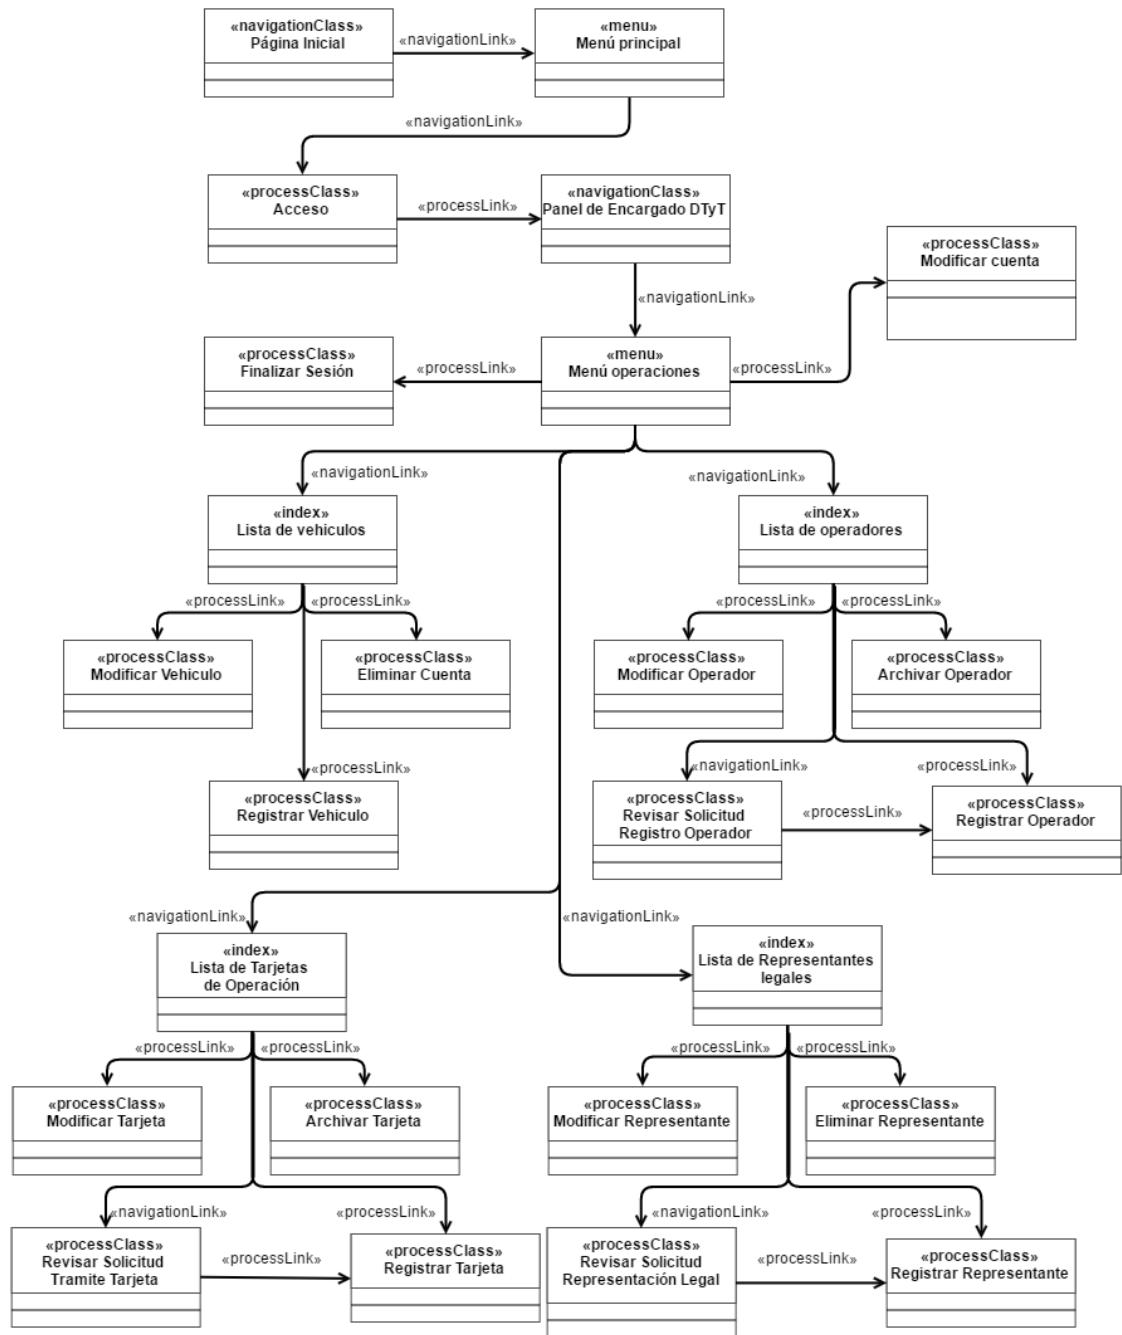 «navigationClass»
Página Inicial
«navigationLink»
«menu»
Menú principal
«navigationLink»
«processClass»
Acceso
«processLink»
«navigationClass»
Panel de Encargado DTyT
«processClass»
Modificar cuenta
«navigationLink»
«processClass»
Finalizar Sesión
«processLink»
«menu»
Menú operaciones
«processLink»
«navigationLink»
«navigationLink»
«index»
Lista de vehiculos
«index»
Lista de operadores
«processLink»
«processLink»
«processLink»
«processLink»
«processClass»
Modificar Vehiculo
«processClass»
Eliminar Cuenta
«processClass»
Modificar Operador
«processClass»
Archivar Operador
«processLink»
«navigationLink»
«processLink»
«processClass»
Registrar Vehiculo
«processClass»
Revisar Solicitud
Registro Operador
«processLink»
«processClass»
Registrar Operador
«navigationLink»
«navigationLink»
«index»
Lista de Tarjetas
de Operación
«index»
Lista de Representantes
legales
«processLink»
«processLink»
«processLink»
«processLink»
«processClass»
Modificar Tarjeta
«processClass»
Archivar Tarjeta
«processClass»
Modificar Representante
«processClass»
Eliminar Representante
«navigationLink»
«processLink»
«navigationLink»
«processLink»
«processClass»
Revisar Solicitud
Tramite Tarjeta
«processLink»
«processClass»
Registrar Tarjeta
«processClass»
Revisar Solicitud
Representación Legal
«processLink»
«processClass»
Registrar Representante